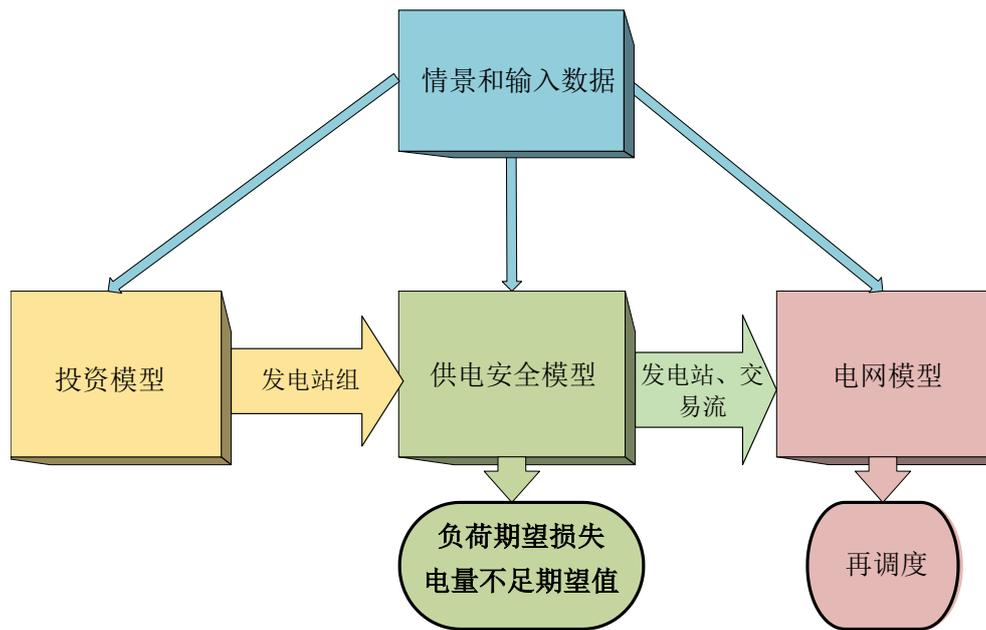 情景和输入数据
投资模型
发电站组
供电安全模型
发电站、交
易流
电网模型
负荷期望损失
电量不足期望值
再调度